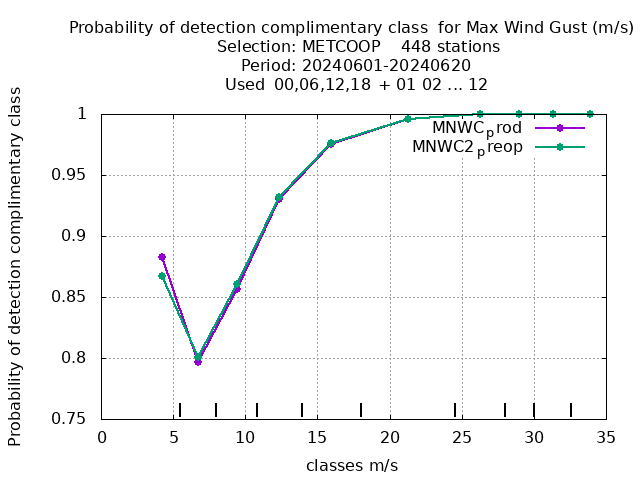 Probability of detection complimentary class  for Max Wind Gust (m/s)
Selection: METCOOP    448 stations
Period: 20240601-20240620
Used  00,06,12,18  + 01 02 ... 12
Probability of detection complimentary class
1
0.95
0.9
0.85
0.8
0.75
MNWCprod
MNWC2preop
0 5 10 15 20 25 30 35
classes m/s